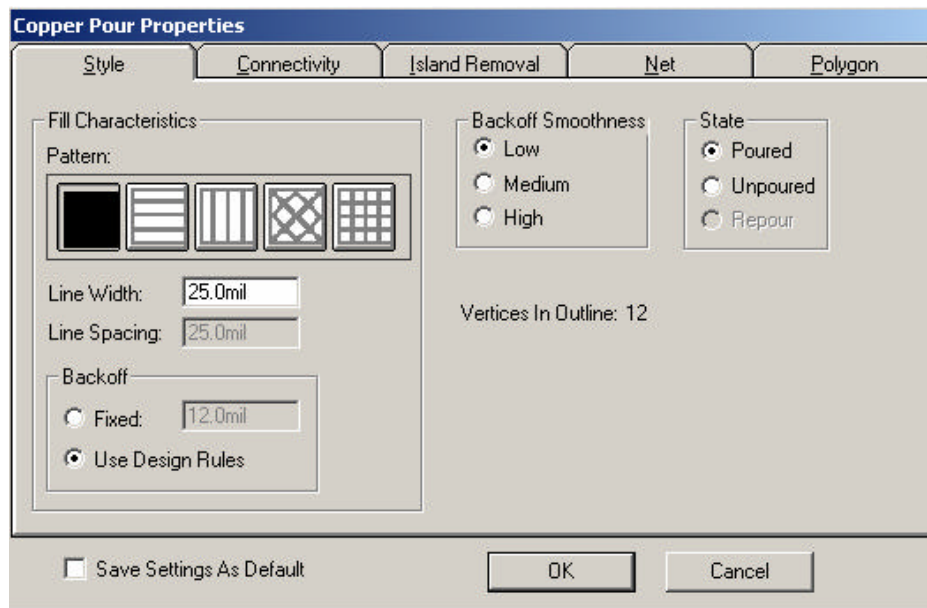 Copper Pour Properties
Style Connectivity Island Removal Net Polygon
Fill Characteristics
Pattern:
Line Width: 25.0mil
Line Spacing: 25.0mil
Backoff
Fixed: 12.0mil
Use Design Rules
Backoff Smoothness
Low
Medium
High
State
Poured
Unpoured
Repour
Vertices In Outline: 12
Save Settings As Default
OK
Cancel